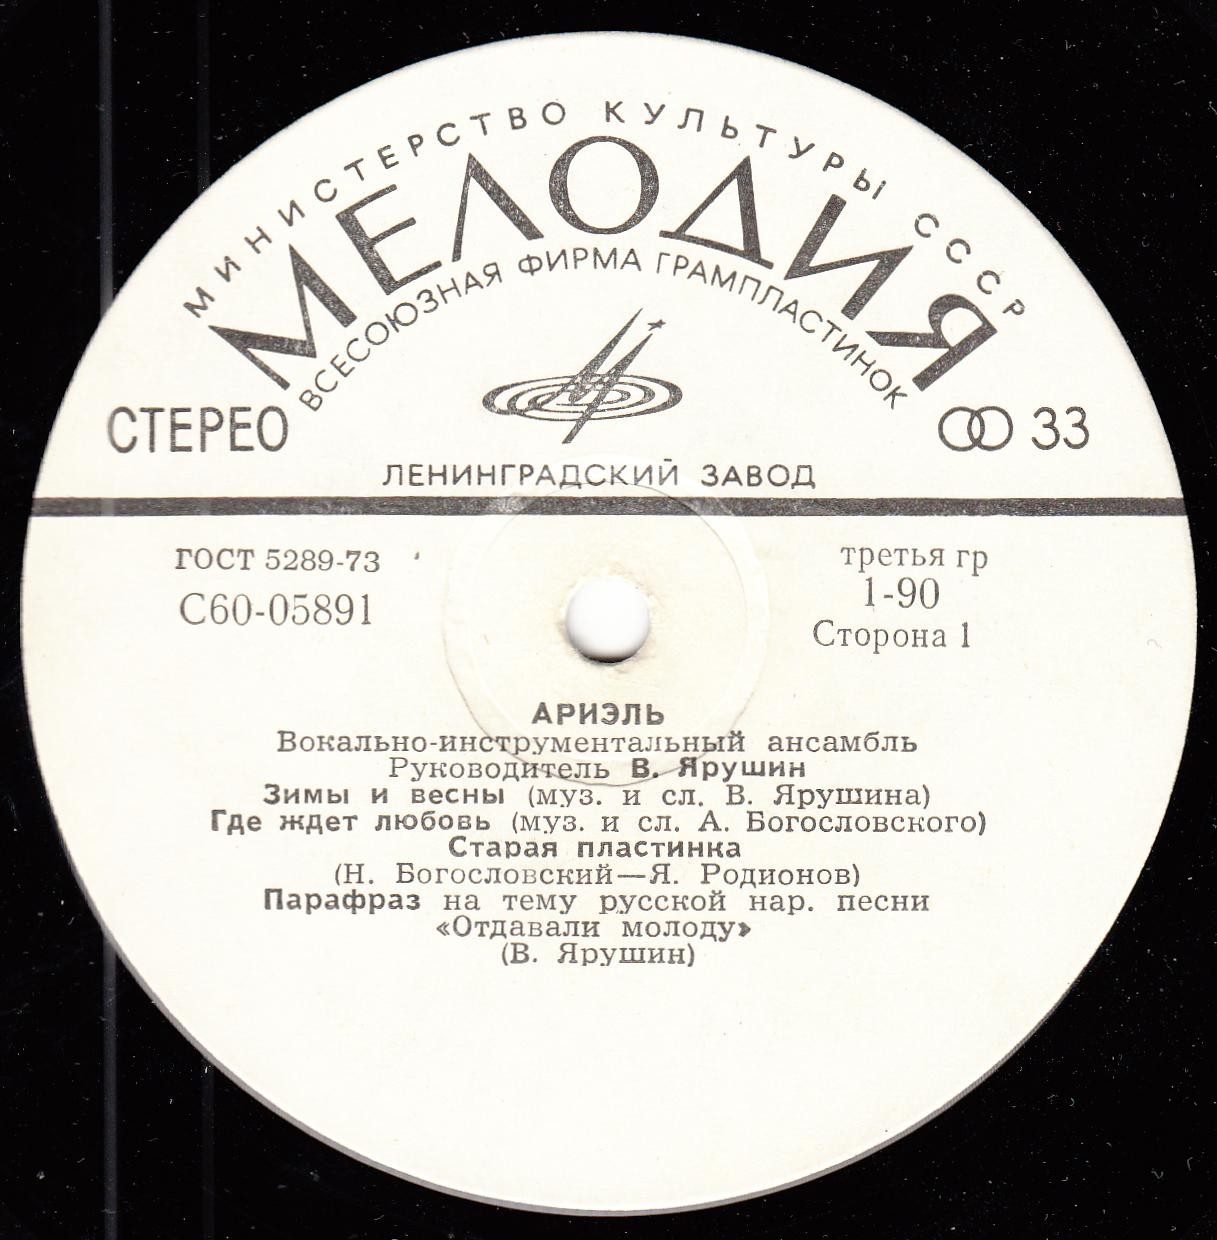 МИНИСТЕРСТВО КУЛЬТУРЫ СССР
МЕЛОДИЯ
ВСЕСОЮЗНАЯ ФИРМА ГРАМПЛАСТИНОК
СТЕРЕО
33
ЛЕНИНГРАДСКИЙ ЗАВОД
ГОСТ 5289-73
третья гр
С60-05891
1-90
Сторона 1
АРИЭЛЬ
Вокально-инструментальный ансамбль
Руководитель В. Ярушин
Зимы и весны (муз. и сл. В. Ярушина)
Где ждет любовь (муз. и сл. А. Богословского)
Старая пластинка
(Н. Богословский—Я. Родионов)
Парафраз на тему русской нар. песни
«Отдавали молоду»
(В. Ярушин)